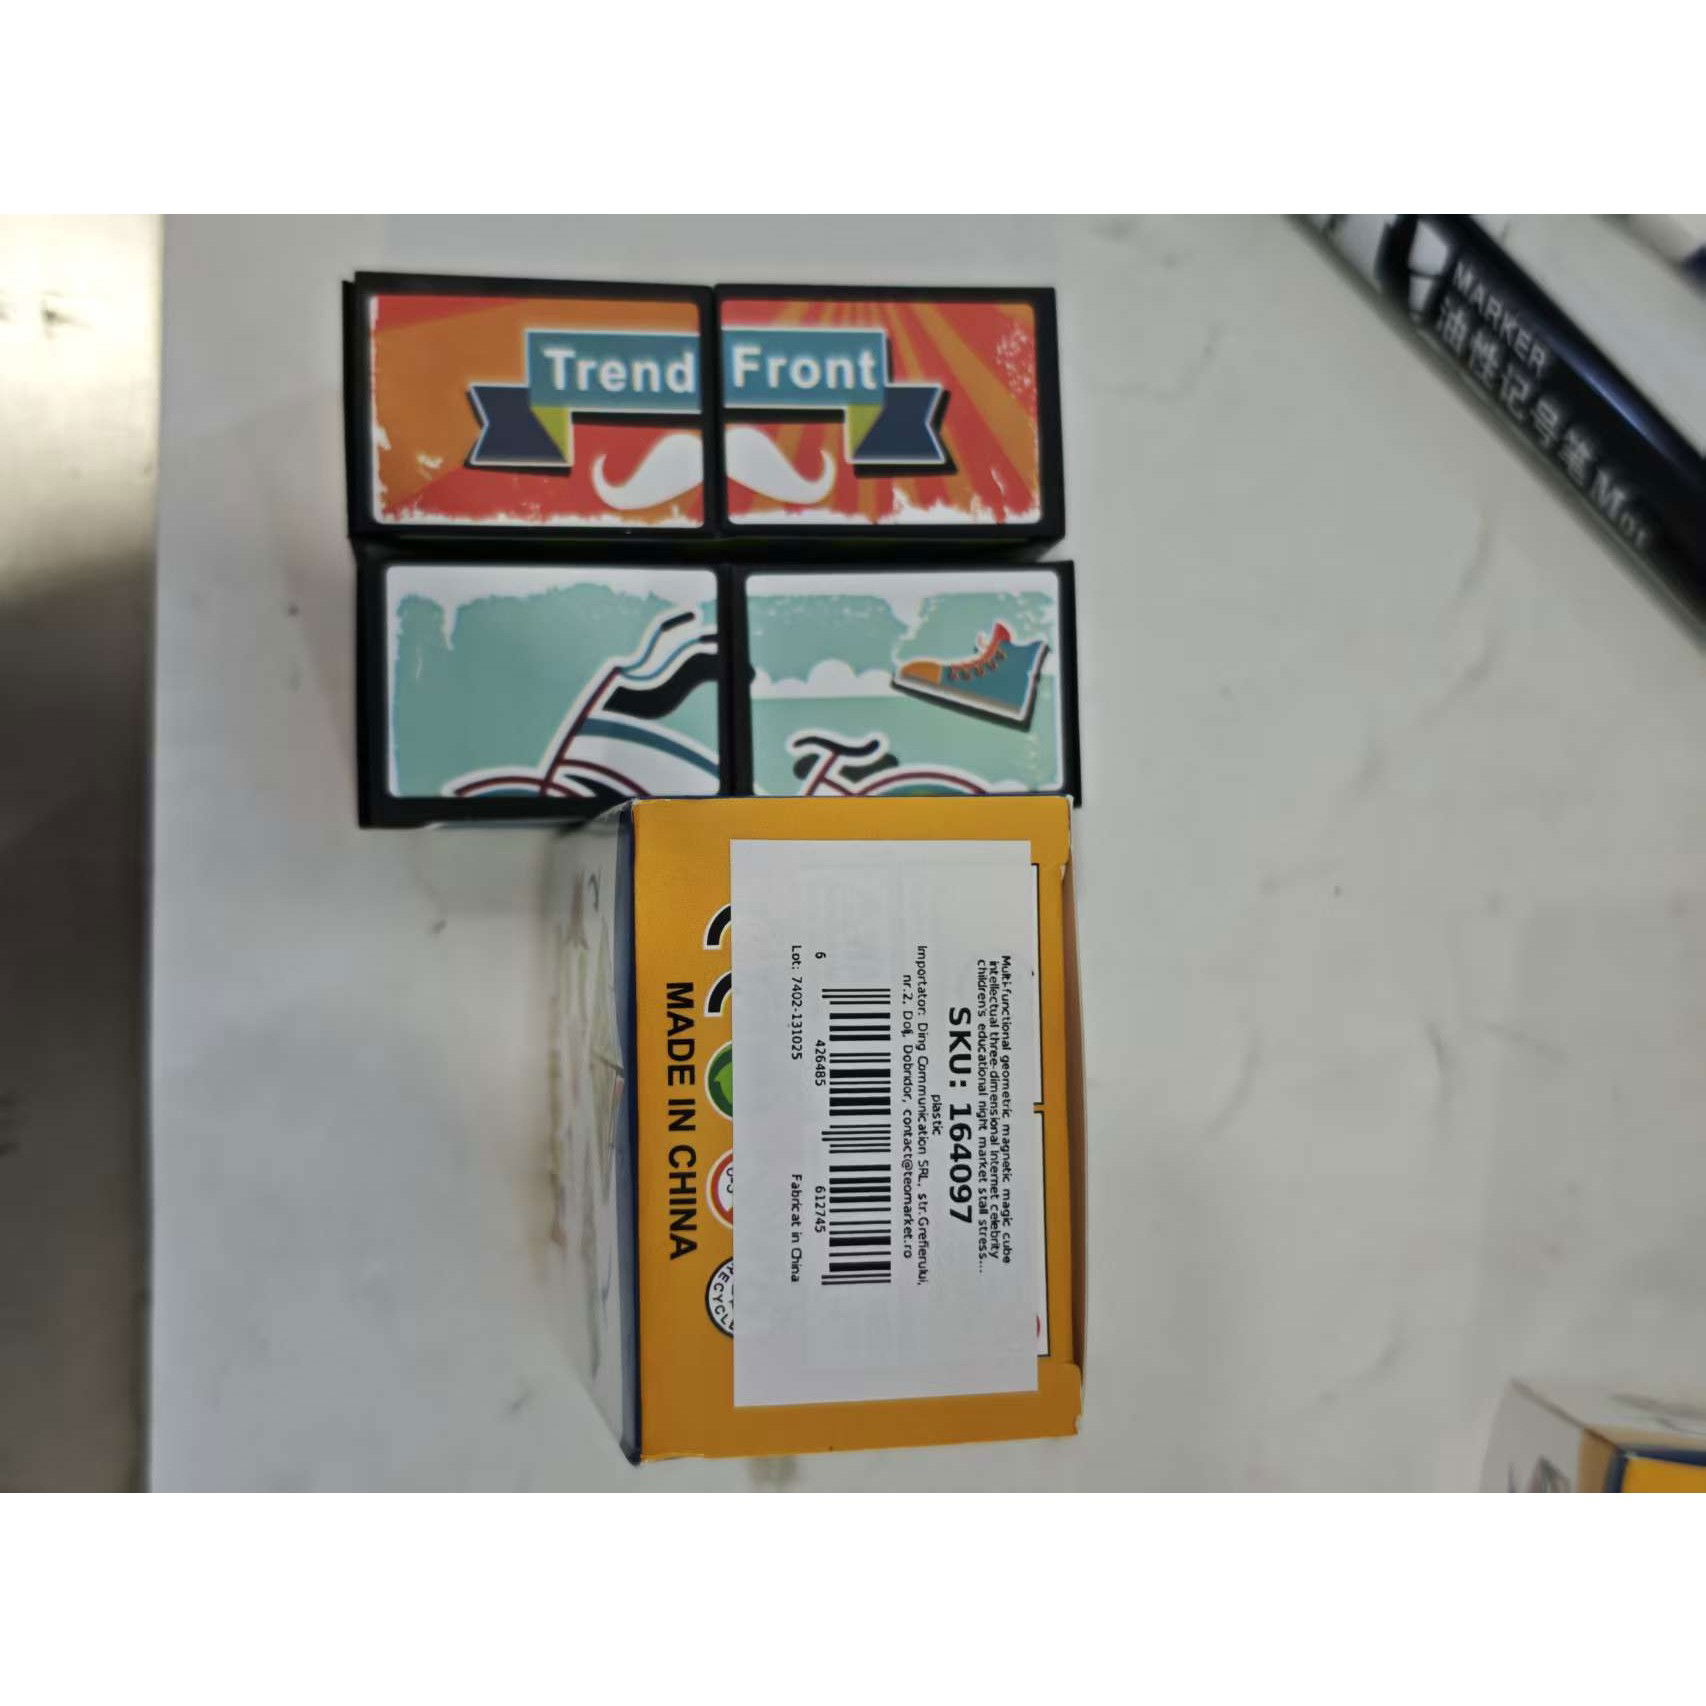 Trend Front
MARKER
油性记号笔
MADE IN CHINA
RECYCLE
Multi-functional geometric magnetic magic cube
intellectual three-dimensional Internet celebrity
children's educational night market stall stress...
SKU: 164097
plastic
Importator: Ding Communication SRL, str.Grefierului,
nr.2, Dolj, Dobridor, contact@teomarket.ro
6 426485 612745
Lot: 7402-131025 Fabricat in China